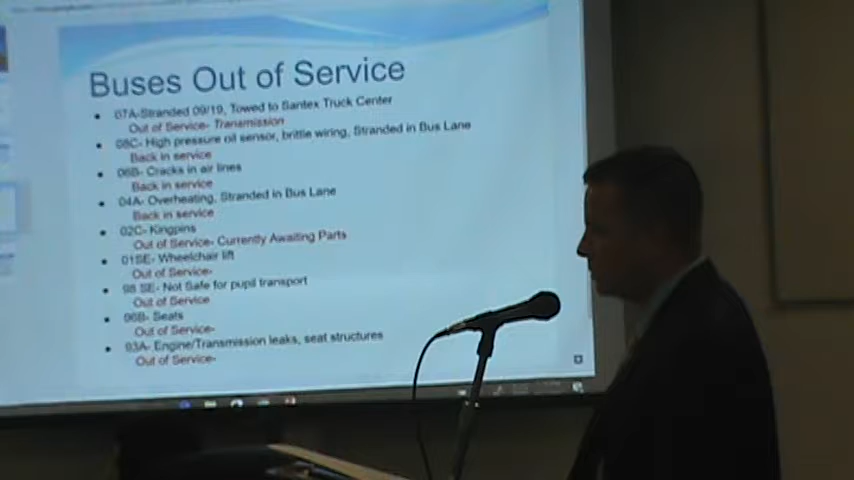 Buses Out of Service
07A-Stranded 09/19, Towed to Santex Truck Center
Out of Service- Transmission
08C- High pressure oil sensor, brittle wiring, Stranded in Bus Lane
Back in service
06B- Cracks in air lines
Back in service
04A- Overheating, Stranded in Bus Lane
Back in service
02C- Kingpins
Out of Service- Currently Awaiting Parts
01SE- Wheelchair lift
Out of Service-
98 SE- Not Safe for pupil transport
Out of Service
96B- Seats
Out of Service-
93A- Engine/Transmission leaks, seat structures
Out of Service-